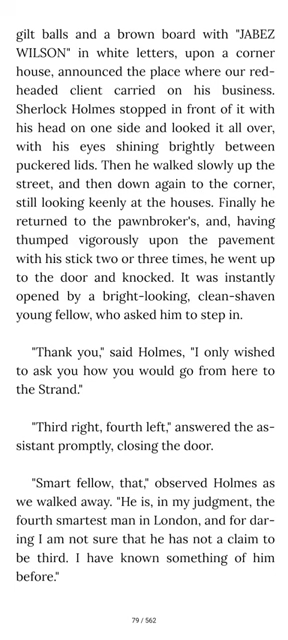 gilt balls and a brown board with "JABEZ
WILSON" in white letters, upon a corner
house, announced the place where our red-
headed client carried on his business.
Sherlock Holmes stopped in front of it with
his head on one side and looked it all over,
with his eyes shining brightly between
puckered lids. Then he walked slowly up the
street, and then down again to the corner,
still looking keenly at the houses. Finally he
returned to the pawnbroker's, and, having
thumped vigorously upon the pavement
with his stick two or three times, he went up
to the door and knocked. It was instantly
opened by a bright-looking, clean-shaven
young fellow, who asked him to step in.
"Thank you," said Holmes, "I only wished
to ask you how you would go from here to
the Strand."
"Third right, fourth left," answered the as-
sistant promptly, closing the door.
"Smart fellow, that," observed Holmes as
we walked away. "He is, in my judgment, the
fourth smartest man in London, and for dar-
ing I am not sure that he has not a claim to
be third. I have known something of him
before."
79 / 562